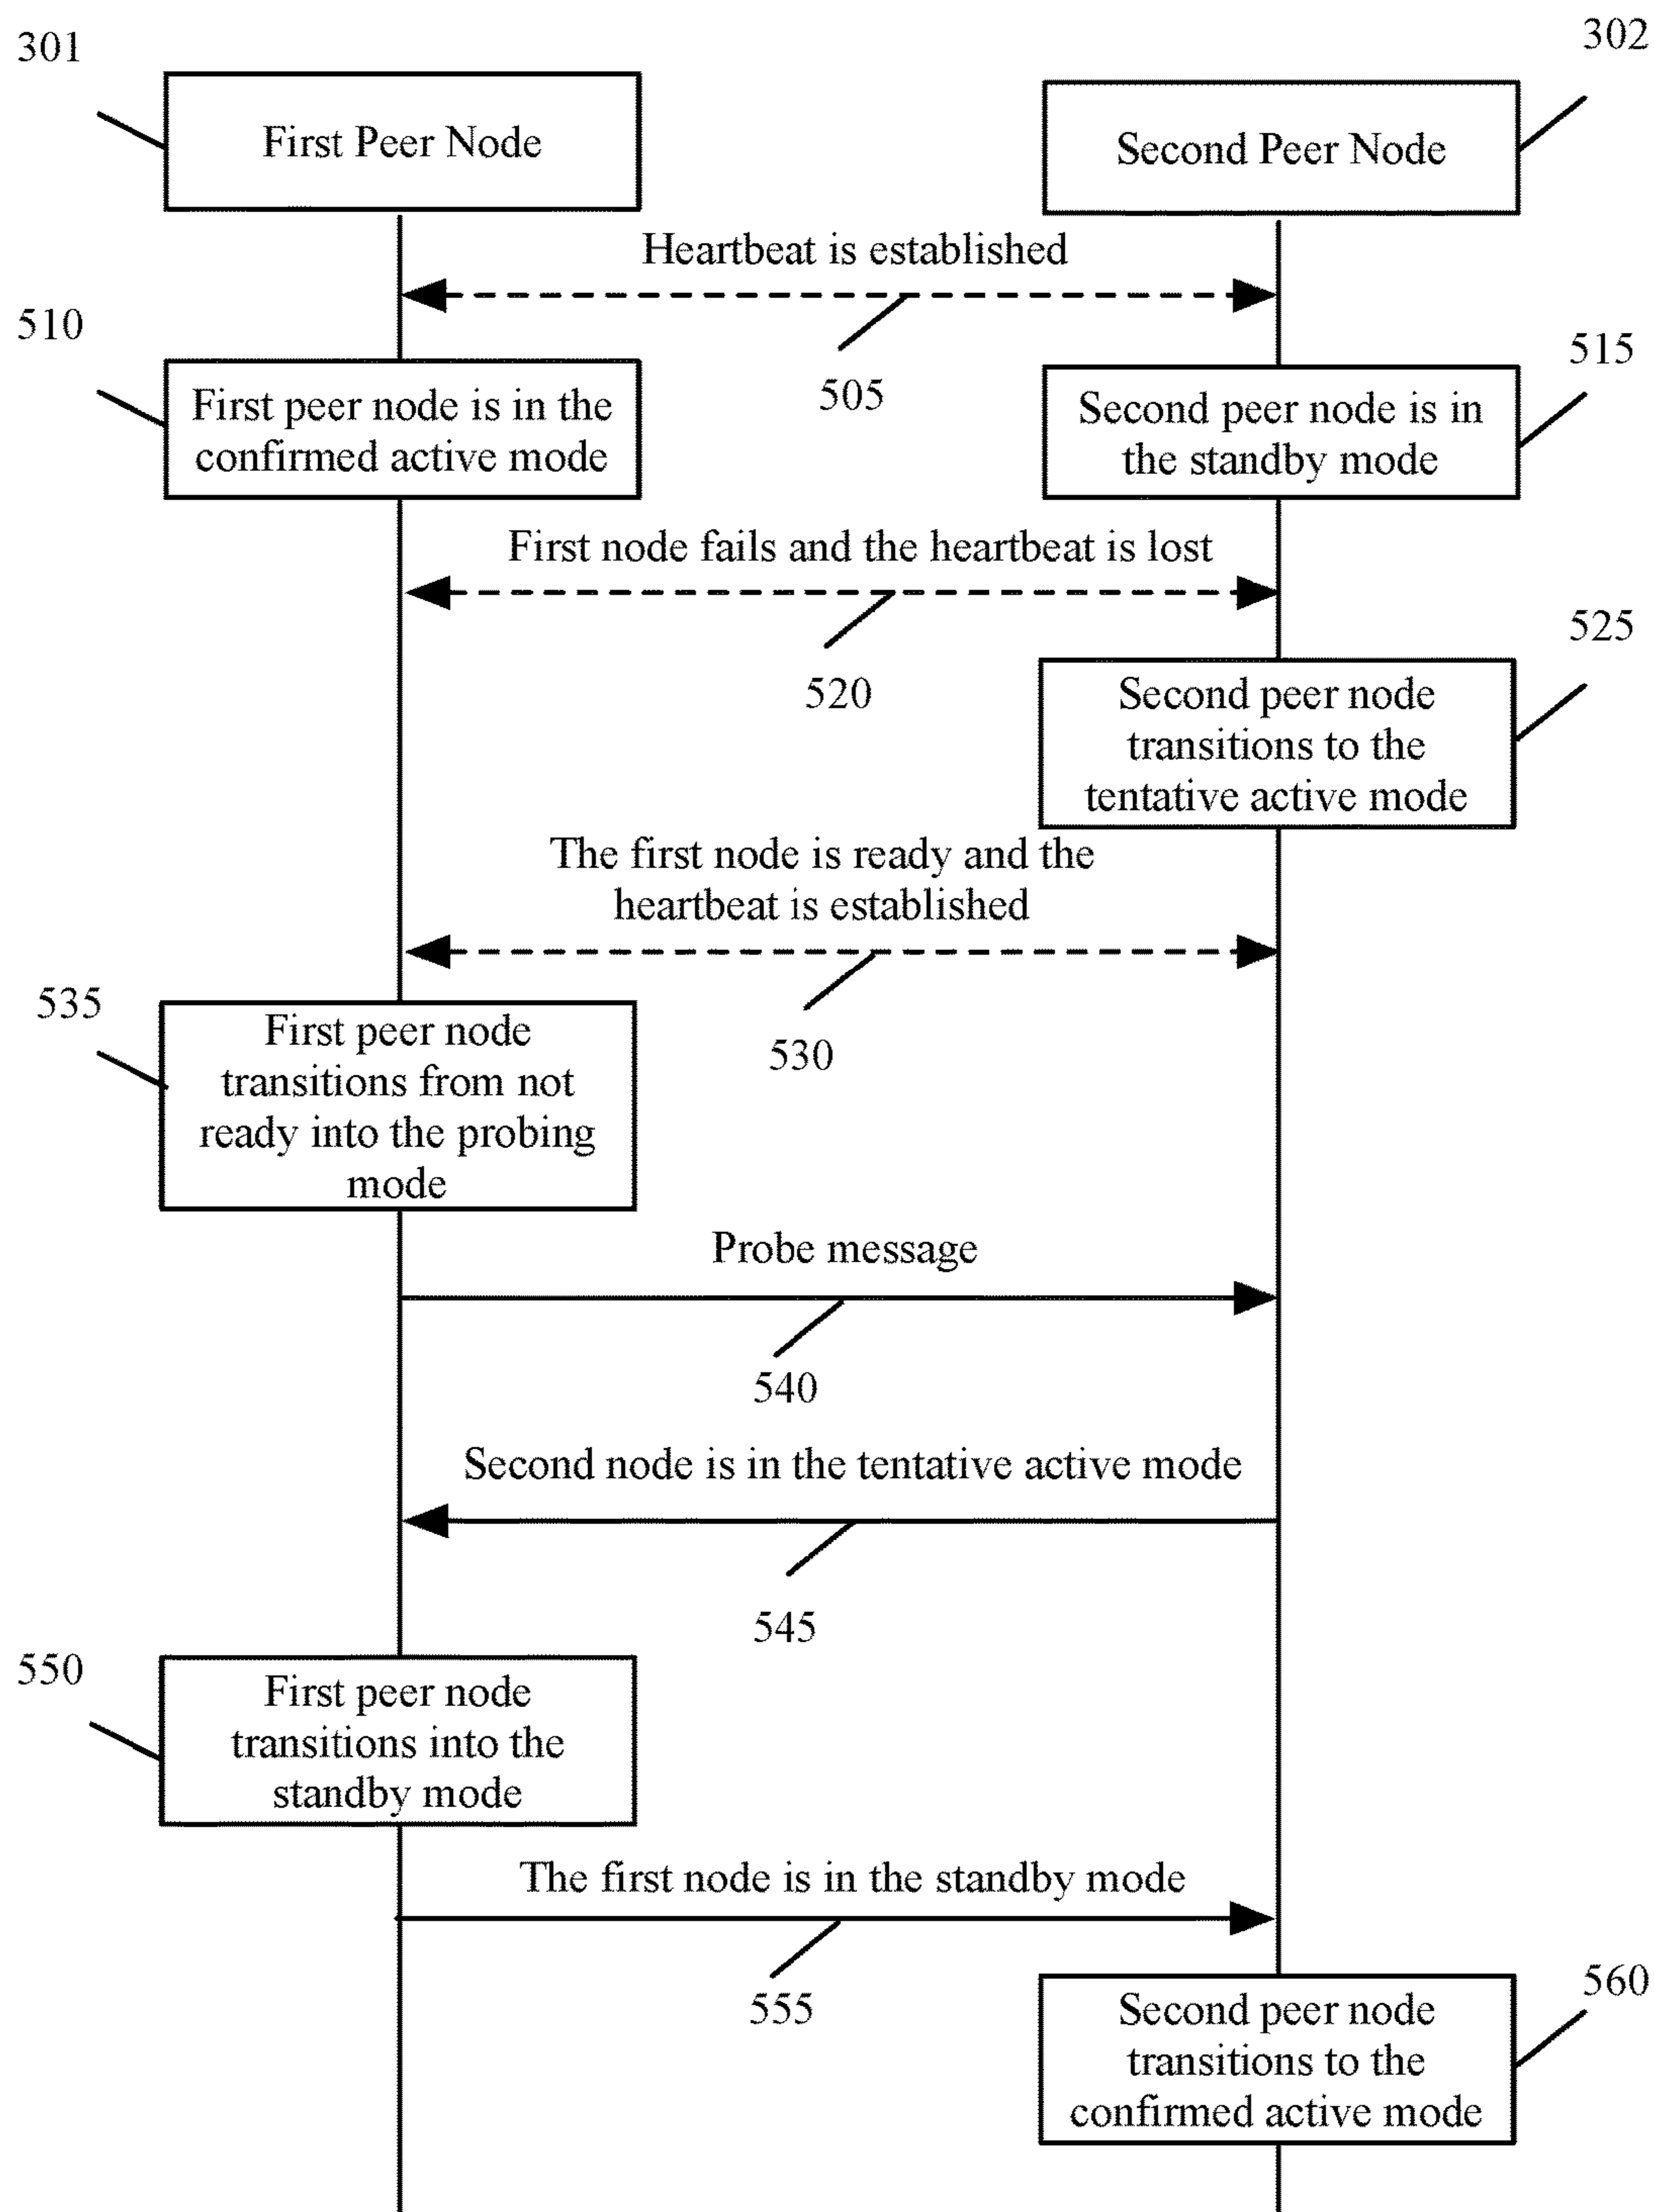 301
302
First Peer Node
Second Peer Node
Heartbeat is established
505
510
First peer node is in the
confirmed active mode
515
Second peer node is in
the standby mode
First node fails and the heartbeat is lost
520
525
Second peer node
transitions to the
tentative active mode
The first node is ready and the
heartbeat is established
530
535
First peer node
transitions from not
ready into the probing
mode
Probe message
540
Second node is in the tentative active mode
545
550
First peer node
transitions into the
standby mode
The first node is in the standby mode
555
560
Second peer node
transitions to the
confirmed active mode